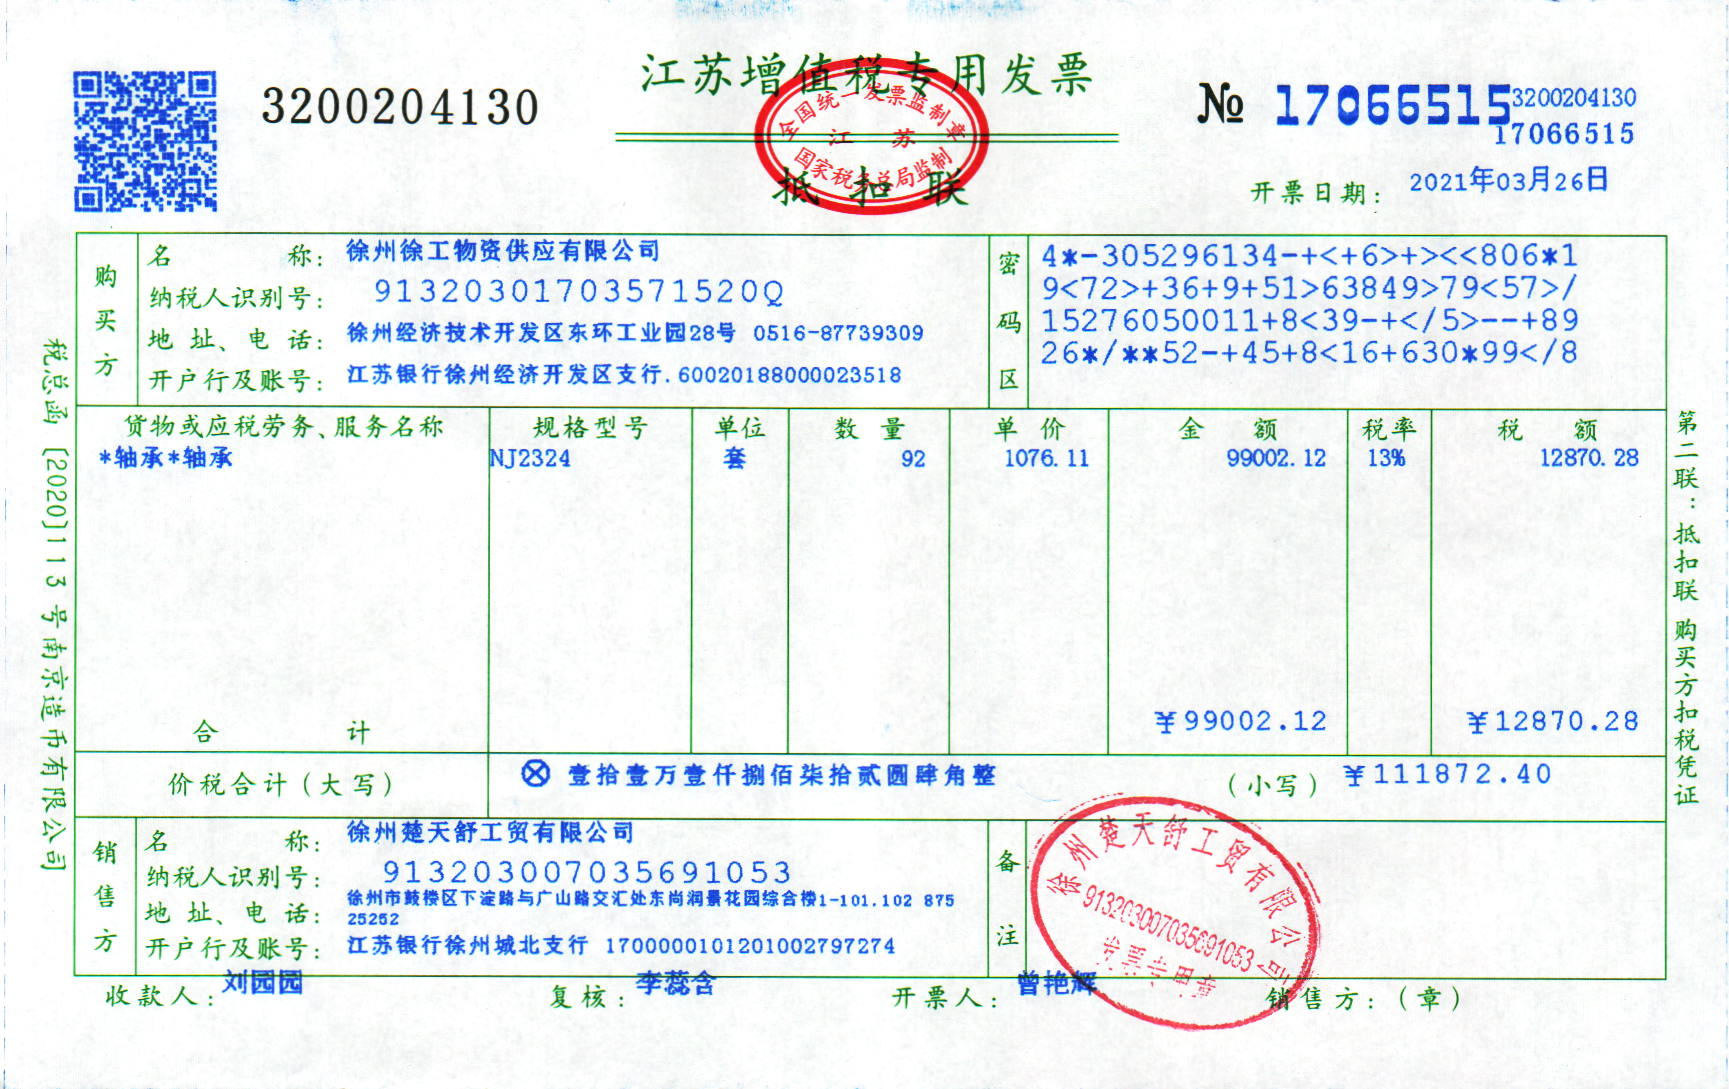 江苏增值税专用发票
3200204130
№ 17066515
3200204130
17066515
全国统一发票监制章
江 苏
国家税务总局监制
抵 扣 联
开票日期： 2021年03月26日
购买方
名 称： 徐州徐工物资供应有限公司
纳税人识别号： 91320301703571520Q
地 址、电 话： 徐州经济技术开发区东环工业园28号 0516-87739309
开户行及账号： 江苏银行徐州经济开发区支行.60020188000023518
密码区
4*-305296134-+<+6>+><<806*1
9<72>+36+9+51>63849>79<57>/
15276050011+8<39-+</5>--+89
26*/**52-+45+8<16+630*99</8
货物或应税劳务、服务名称 规格型号 单位 数 量 单 价 金 额 税率 税 额
*轴承*轴承 NJ2324 套 92 1076.11 99002.12 13% 12870.28
合 计 ￥99002.12 ￥12870.28
价税合计（大写） ⊗ 壹拾壹万壹仟捌佰柒拾贰圆肆角整 （小写） ￥111872.40
销售方
名 称： 徐州楚天舒工贸有限公司
纳税人识别号： 913203007035691053
地 址、电 话： 徐州市鼓楼区下淀路与广山路交汇处东尚润景花园综合楼1-101.102 875
25252
开户行及账号： 江苏银行徐州城北支行 1700000101201002797274
备注
徐州楚天舒工贸有限公司
913203007035691053
发票专用章
收款人： 刘园园 复核： 李蕊含 开票人： 曾艳辉 销售方：（章）
税总函［2020］113号南京造币有限公司
第二联：抵扣联 购买方扣税凭证